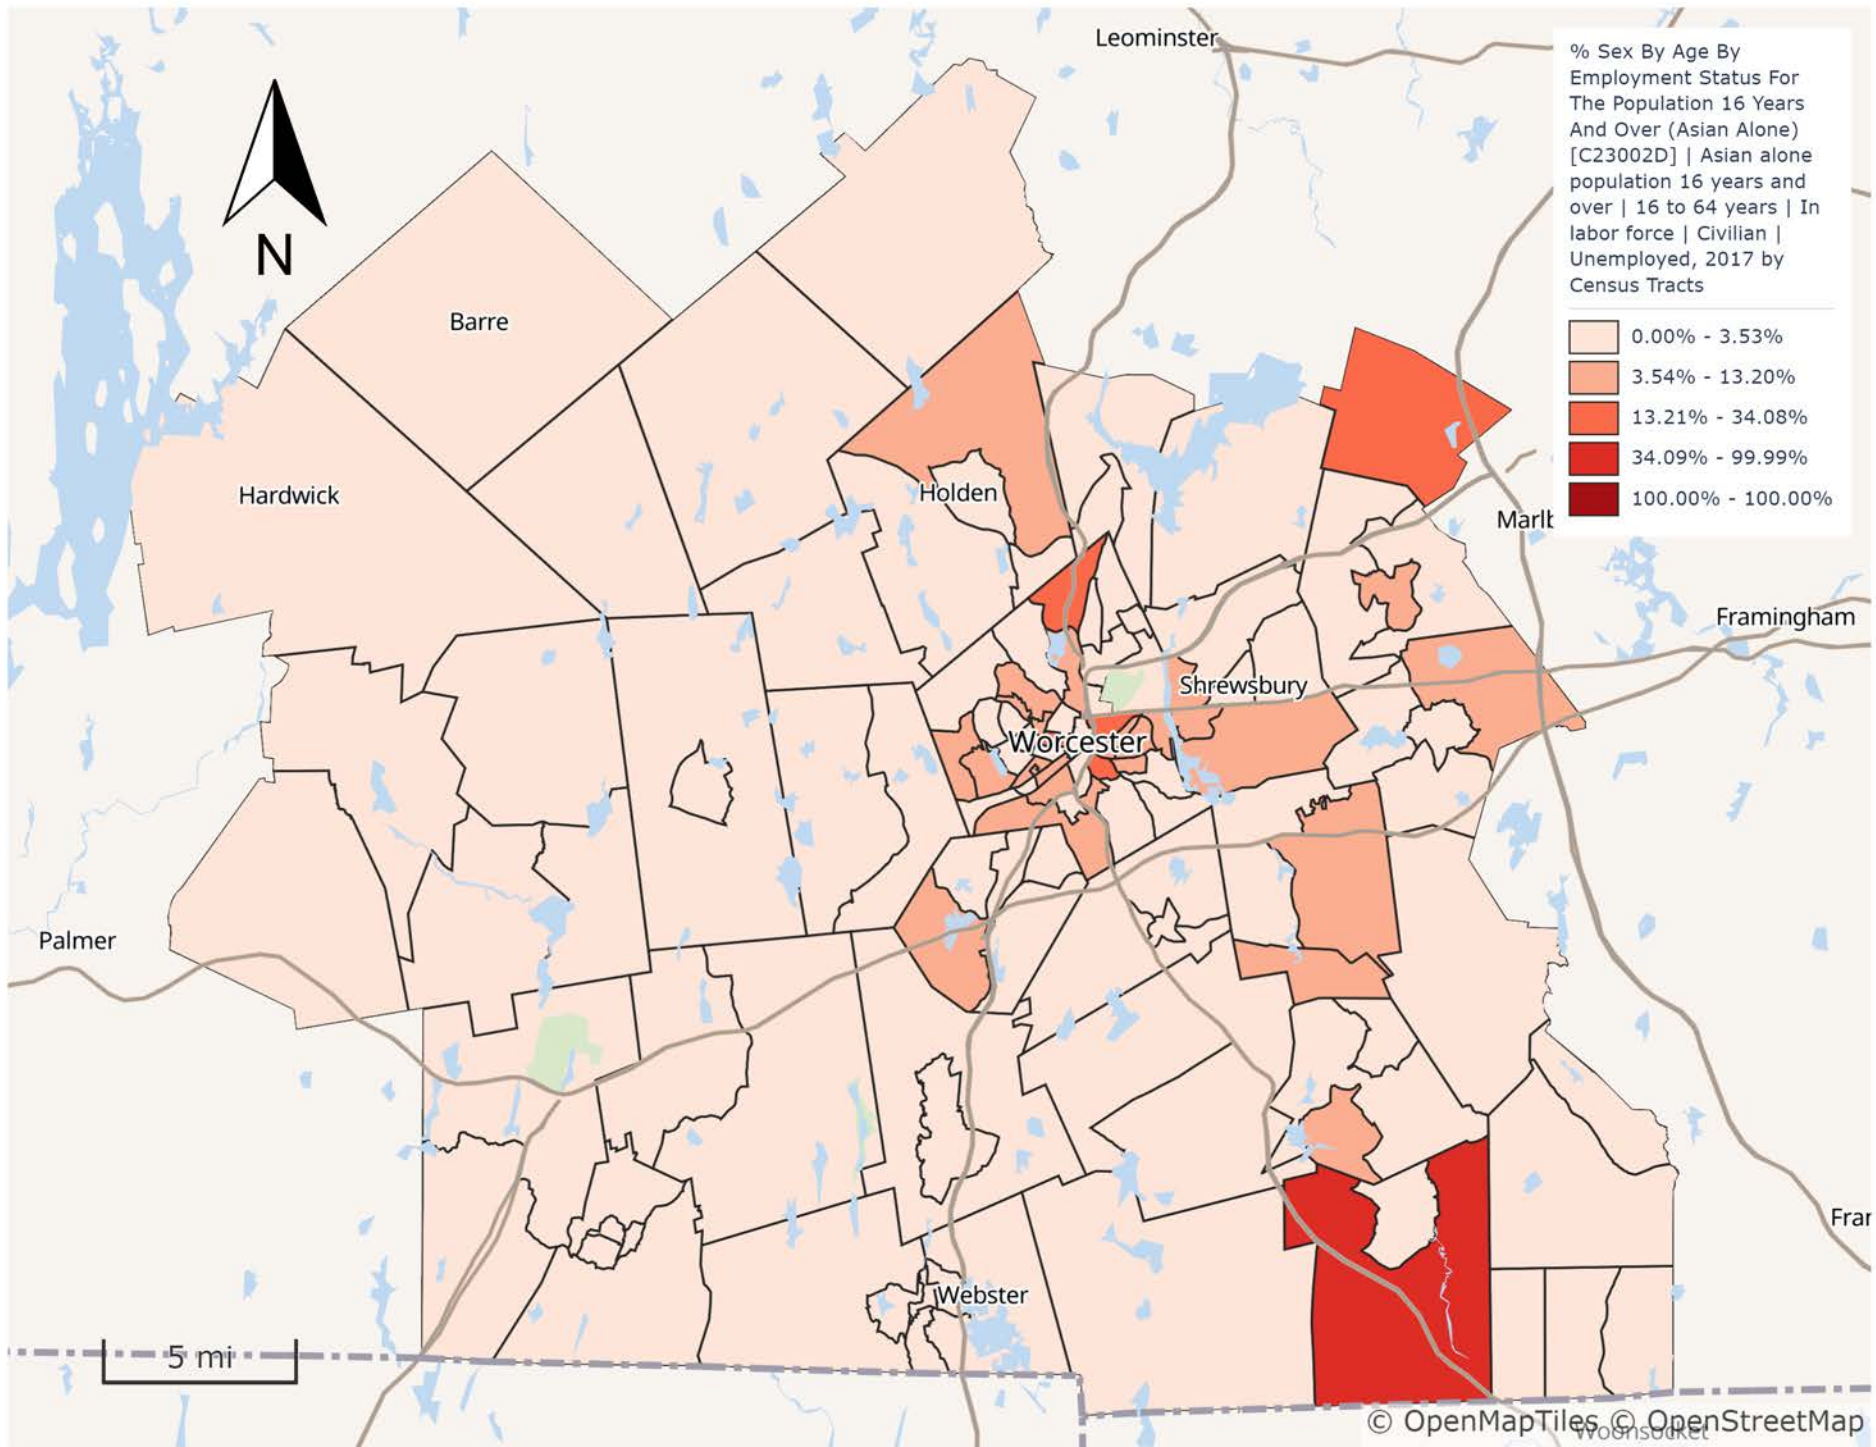 Leominster
% Sex By Age By
Employment Status For
The Population 16 Years
And Over (Asian Alone)
[C23002D] | Asian alone
population 16 years and
over | 16 to 64 years | In
labor force | Civilian |
Unemployed, 2017 by
Census Tracts
0.00% - 3.53%
3.54% - 13.20%
13.21% - 34.08%
34.09% - 99.99%
100.00% - 100.00%
N
Barre
Hardwick
Holden
Marlb
Framingham
Shrewsbury
Worcester
Palmer
Fran
Webster
5 mi
© OpenMapTiles © OpenStreetMap
Woonsocket